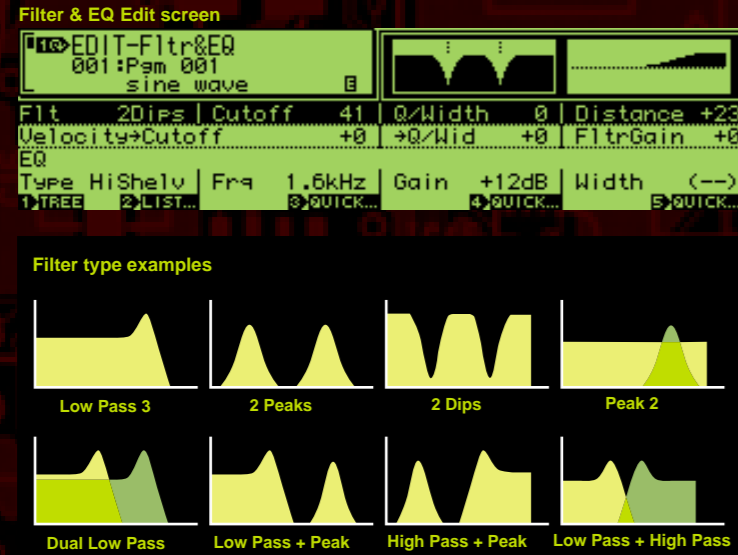 Filter & EQ Edit screen
EDIT-Fltr&EQ
001:Pgm 001
sine wave
Flt 2Dips | Cutoff 41 | Q/Width 0 | Distance +23
Velocity→Cutoff +0 | →Q/Wid +0 | FltrGain +0
EQ
Type HiShelv | Frq 1.6kHz | Gain +12dB | Width (--)
1 TREE 2 LIST... 3 QUICK... 4 QUICK... 5 QUICK...
Filter type examples
Low Pass 3
2 Peaks
2 Dips
Peak 2
Dual Low Pass
Low Pass + Peak
High Pass + Peak
Low Pass + High Pass